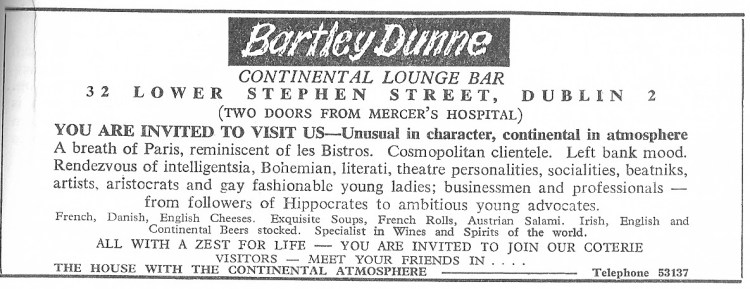 Bartley Dunne
CONTINENTAL LOUNGE BAR
32 LOWER STEPHEN STREET, DUBLIN 2
(TWO DOORS FROM MERCER'S HOSPITAL)
YOU ARE INVITED TO VISIT US—Unusual in character, continental in atmosphere
A breath of Paris, reminiscent of les Bistros. Cosmopolitan clientele. Left bank mood.
Rendezvous of intelligentsia, Bohemian, literati, theatre personalities, socialities, beatniks,
artists, aristocrats and gay fashionable young ladies; businessmen and professionals —
from followers of Hippocrates to ambitious young advocates.
French, Danish, English Cheeses. Exquisite Soups, French Rolls, Austrian Salami. Irish, English and
Continental Beers stocked. Specialist in Wines and Spirits of the world.
ALL WITH A ZEST FOR LIFE — YOU ARE INVITED TO JOIN OUR COTERIE
VISITORS — MEET YOUR FRIENDS IN . . . .
THE HOUSE WITH THE CONTINENTAL ATMOSPHERE ——— Telephone 53137